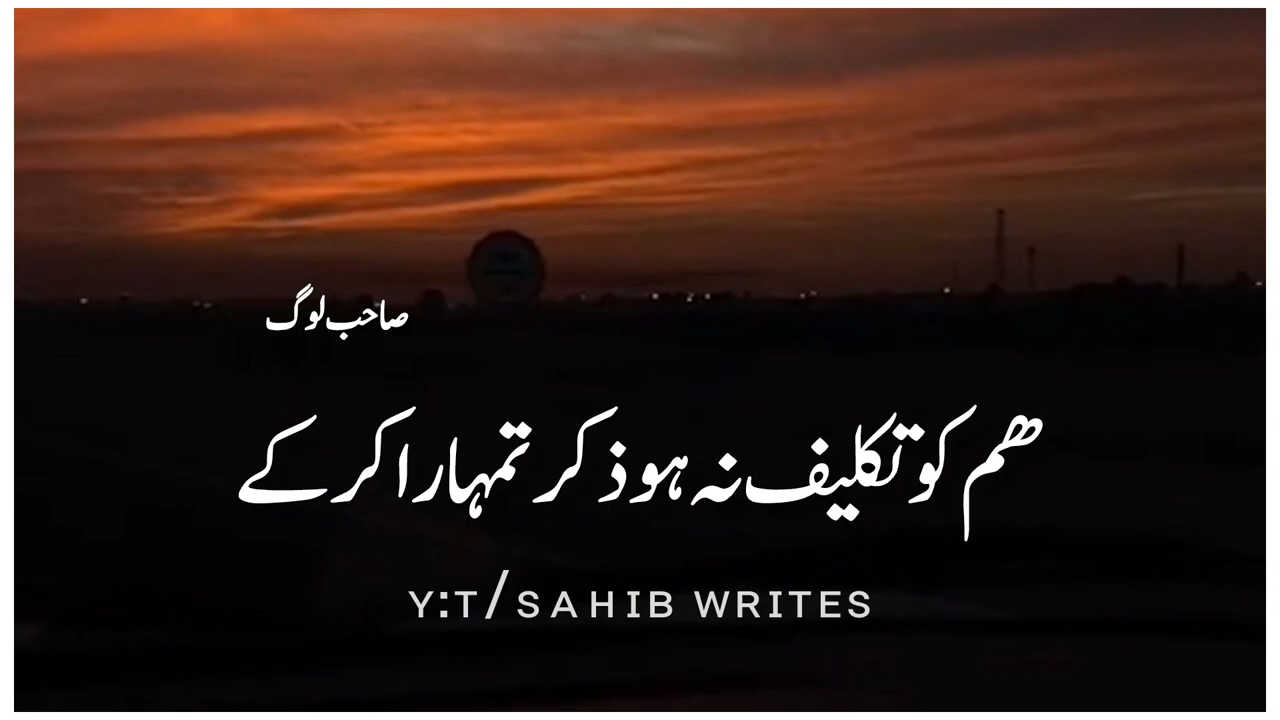 صاحب لوگ
ھم کو تکلیف نہ ہو ذکر تمہارا کر کے
Y:T/SAHIB WRITES